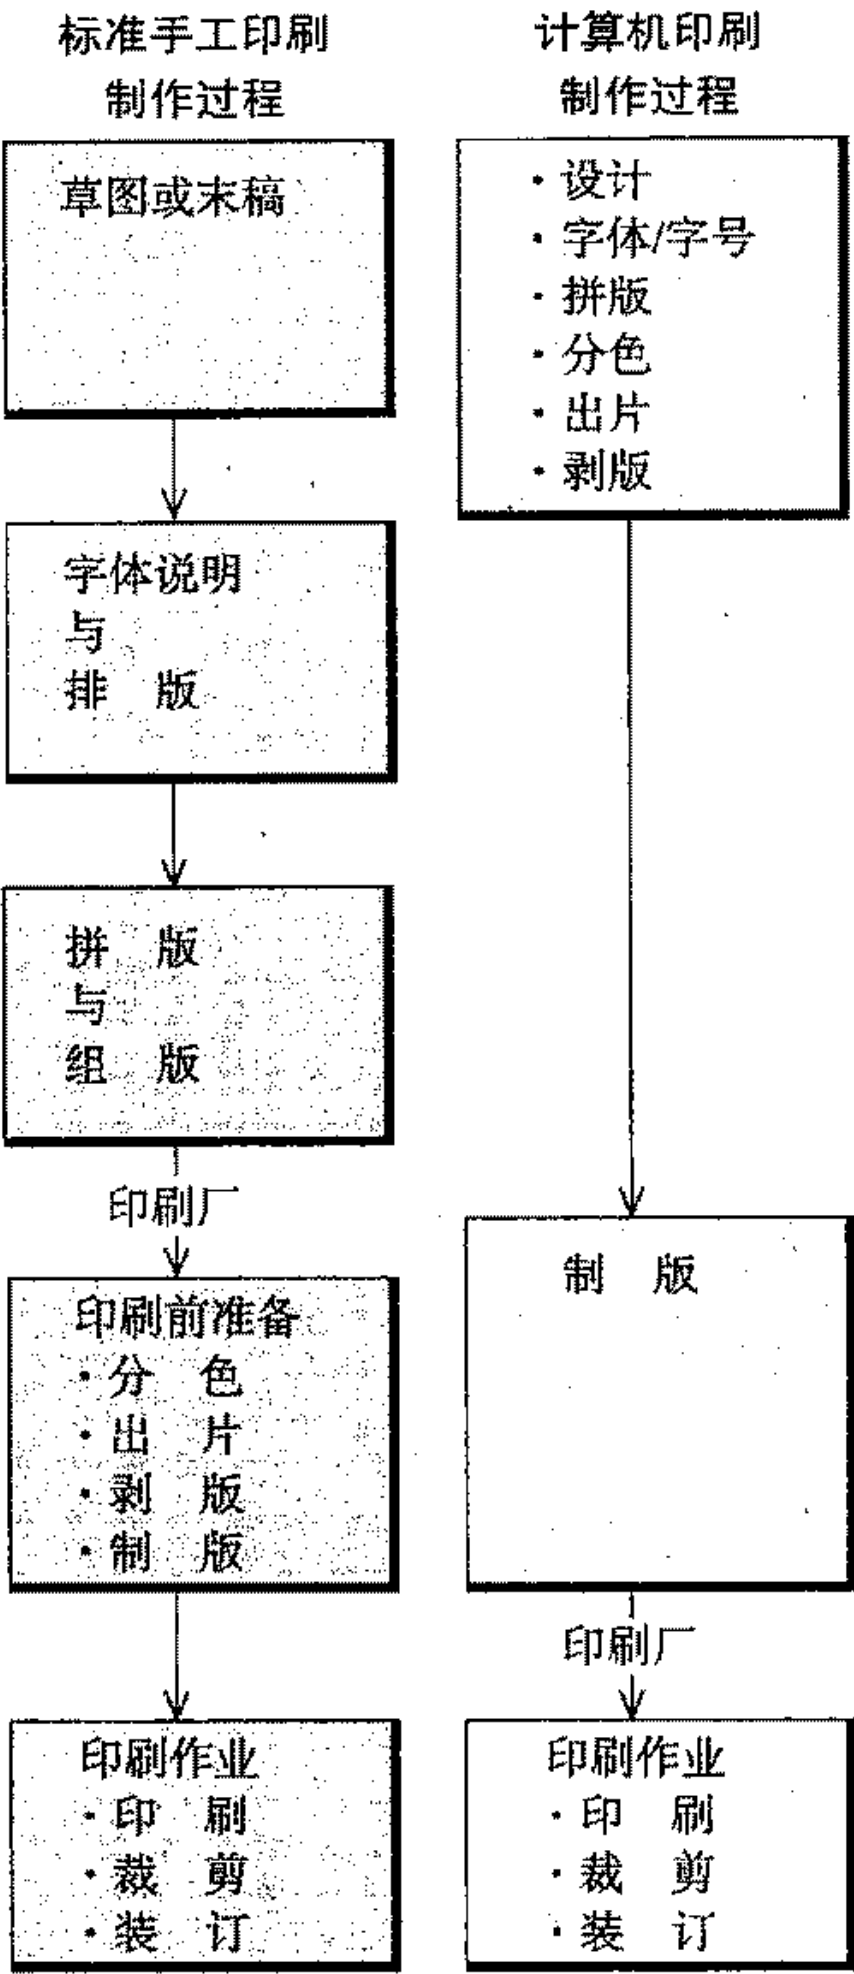 标准手工印刷
制作过程
草图或末稿
字体说明
与
排 版
拼 版
与
组 版
印刷厂
印刷前准备
·分 色
·出 片
·剥 版
·制 版
印刷作业
·印 刷
·裁 剪
·装 订
计算机印刷
制作过程
·设计
·字体/字号
·拼版
·分色
·出片
·剥版
制 版
印刷厂
印刷作业
·印 刷
·裁 剪
·装 订